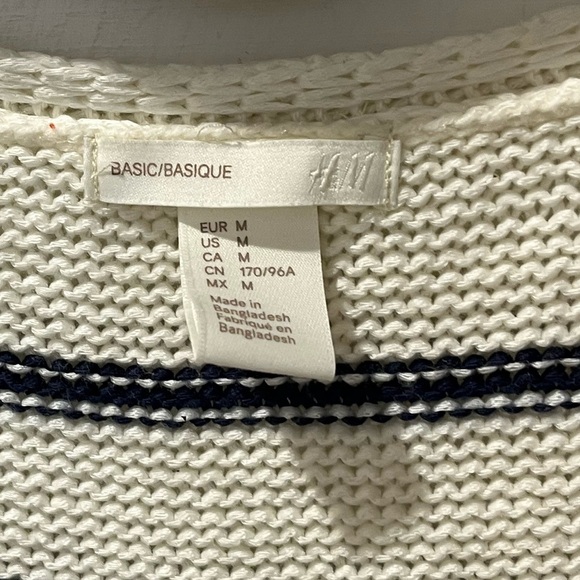 BASIC/BASIQUE
H&M
EUR M
US M
CA M
CN 170/96A
MX M
Made in
Bangladesh
Fabriqué en
Bangladesh